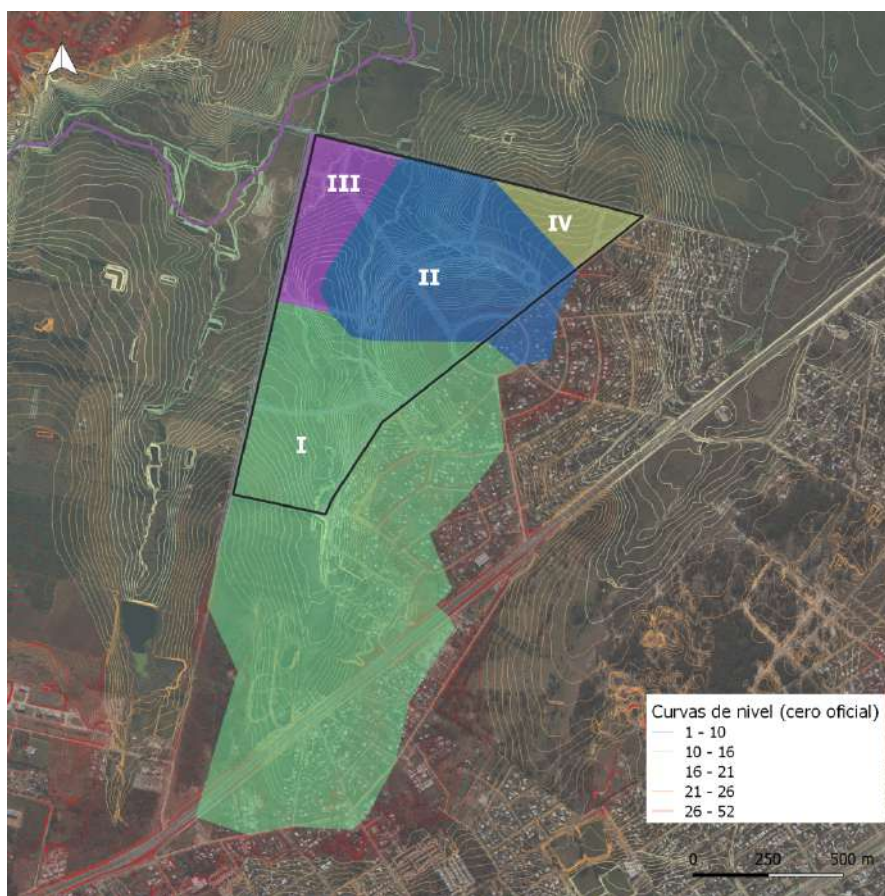 III
IV
II
I
Curvas de nivel (cero oficial)
1 - 10
10 - 16
16 - 21
21 - 26
26 - 52
0 250 500 m